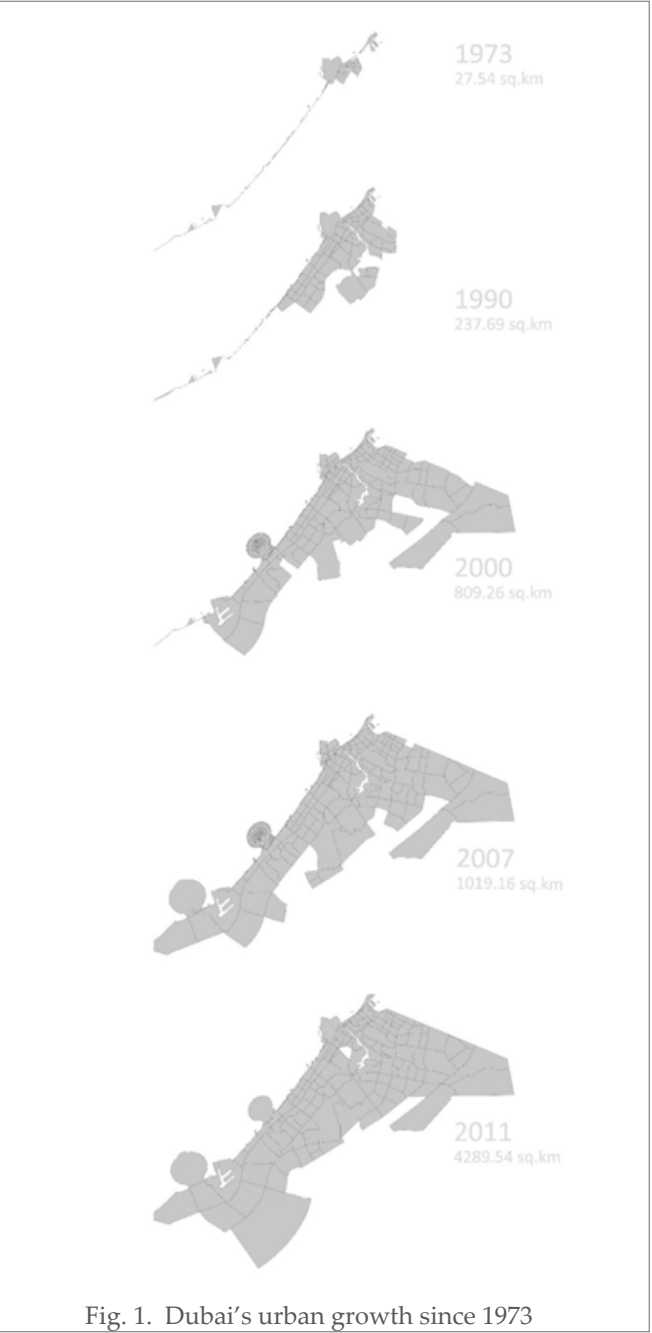 1973
27.54 sq.km
1990
237.69 sq.km
2000
809.26 sq.km
2007
1019.16 sq.km
2011
4289.54 sq.km
Fig. 1. Dubai's urban growth since 1973